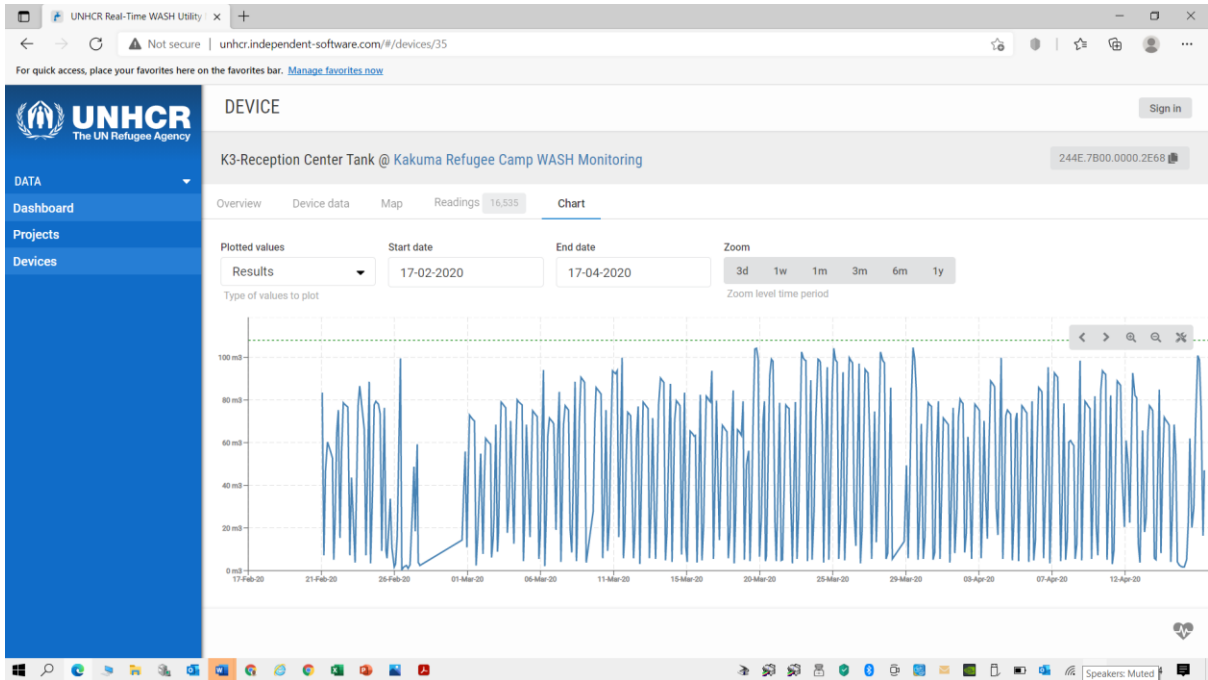 UNHCR Real-Time WASH Utility
Not secure | unhcr.independent-software.com/#/devices/35
For quick access, place your favorites here on the favorites bar. Manage favorites now
UNHCR
The UN Refugee Agency
DEVICE
Sign in
K3-Reception Center Tank @ Kakuma Refugee Camp WASH Monitoring
244E.7B00.0000.2E68
DATA
Dashboard
Projects
Devices
Overview Device data Map Readings 16,535 Chart
Plotted values Start date End date Zoom
Results 17-02-2020 17-04-2020 3d 1w 1m 3m 6m 1y
Type of values to plot Zoom level time period
100 m3
80 m3
60 m3
40 m3
20 m3
0 m3
17-Feb-20 21-Feb-20 26-Feb-20 01-Mar-20 06-Mar-20 11-Mar-20 15-Mar-20 20-Mar-20 25-Mar-20 29-Mar-20 03-Apr-20 07-Apr-20 12-Apr-20
Speakers: Muted